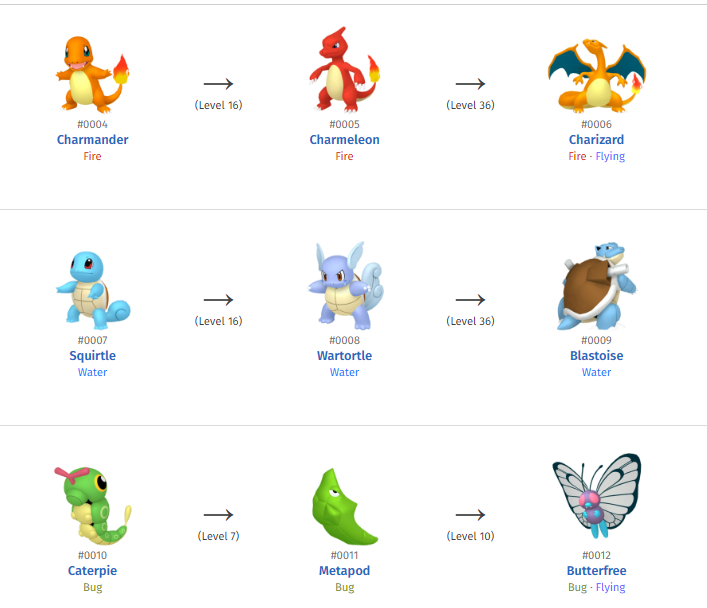 #0004
Charmander
Fire
(Level 16)
#0005
Charmeleon
Fire
(Level 36)
#0006
Charizard
Fire · Flying
#0007
Squirtle
Water
(Level 16)
#0008
Wartortle
Water
(Level 36)
#0009
Blastoise
Water
#0010
Caterpie
Bug
(Level 7)
#0011
Metapod
Bug
(Level 10)
#0012
Butterfree
Bug · Flying